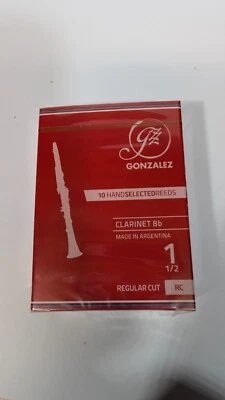 GZ
GONZALEZ
10 HANDSELECTEDREEDS
CLARINET Bb
MADE IN ARGENTINA
1
1/2
REGULAR CUT RC